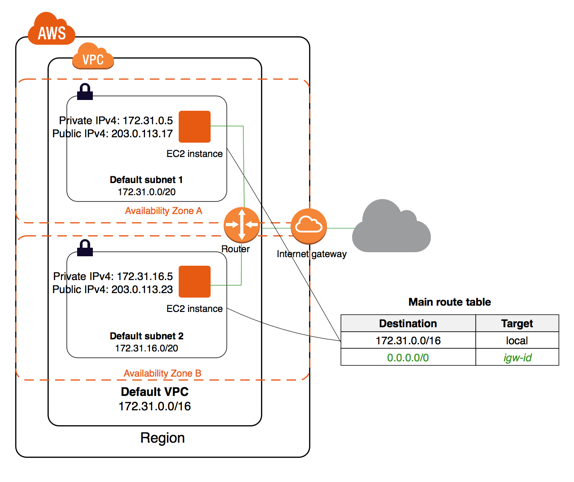 AWS
VPC
Private IPv4: 172.31.0.5
Public IPv4: 203.0.113.17
EC2 instance
Default subnet 1
172.31.0.0/20
Availability Zone A
Router
Internet gateway
Private IPv4: 172.31.16.5
Public IPv4: 203.0.113.23
EC2 instance
Default subnet 2
172.31.16.0/20
Availability Zone B
Default VPC
172.31.0.0/16
Region
Main route table
Destination Target
172.31.0.0/16 local
0.0.0.0/0 igw-id